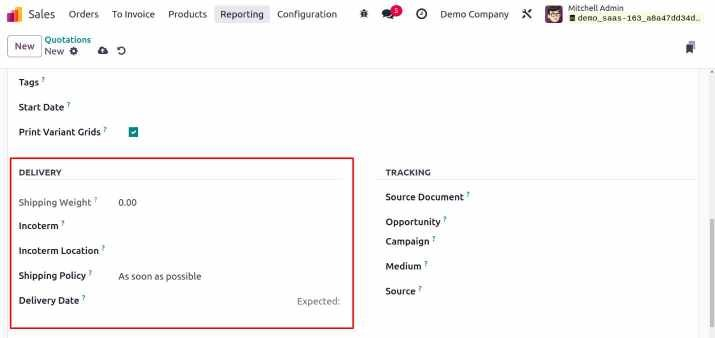 Sales Orders To Invoice Products Reporting Configuration 5 Demo Company Mitchell Admin
demo_saas-163_a8a47dd34d...
New Quotations
New
Tags ?
Start Date ?
Print Variant Grids ?
DELIVERY
Shipping Weight ? 0.00
Incoterm ?
Incoterm Location ?
Shipping Policy ? As soon as possible
Delivery Date ? Expected:
TRACKING
Source Document ?
Opportunity ?
Campaign ?
Medium ?
Source ?